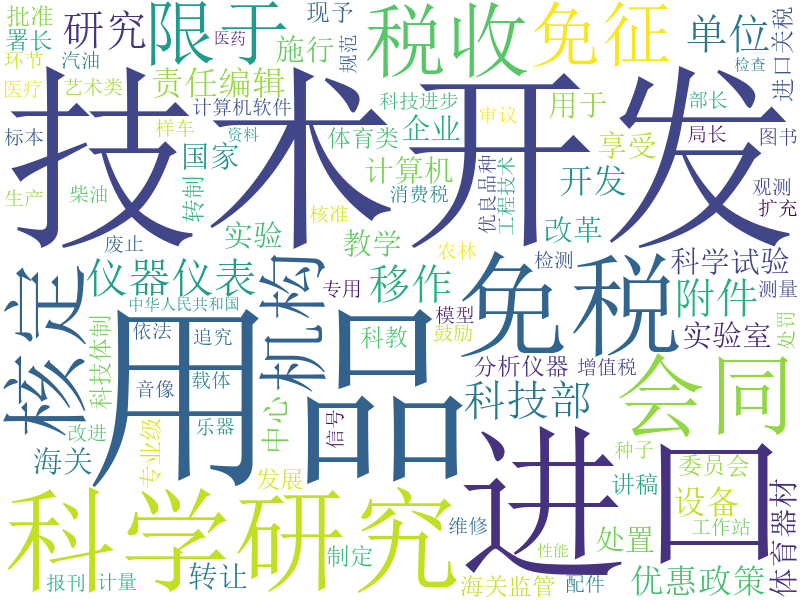 批准
署长
环节
汽油
医疗
艺术类
研究
限于
医药
现予
施行
规范
税收
免征
单位
进口关税
检查
责任编辑
计算机软件
科技进步
审议
用于
部长
局长
图书
标本
样车
资料
体育类
企业
享受
技术开发
国家
计算机
优良品种
工程技术
开发
观测
扩充
生产
柴油
转制
核准
消费税
废止
实验
教学
农林
改革
检测
核定
仪器仪表
机构
专用
移作
免税
科学试验
附件
测量
中华人民共和国
用品
依法
追究
科教
模型
鼓励
实验室
处罚
科技体制
音像
载体
分析仪器
增值税
会同
改进
专业级
乐器
中心
信号
科技部
进口
海关
发展
种子
委员会
讲稿
设备
体育器材
科学研究
维修
处置
工作站
制定
性能
报刊
计量
转让
海关监管
配件
优惠政策